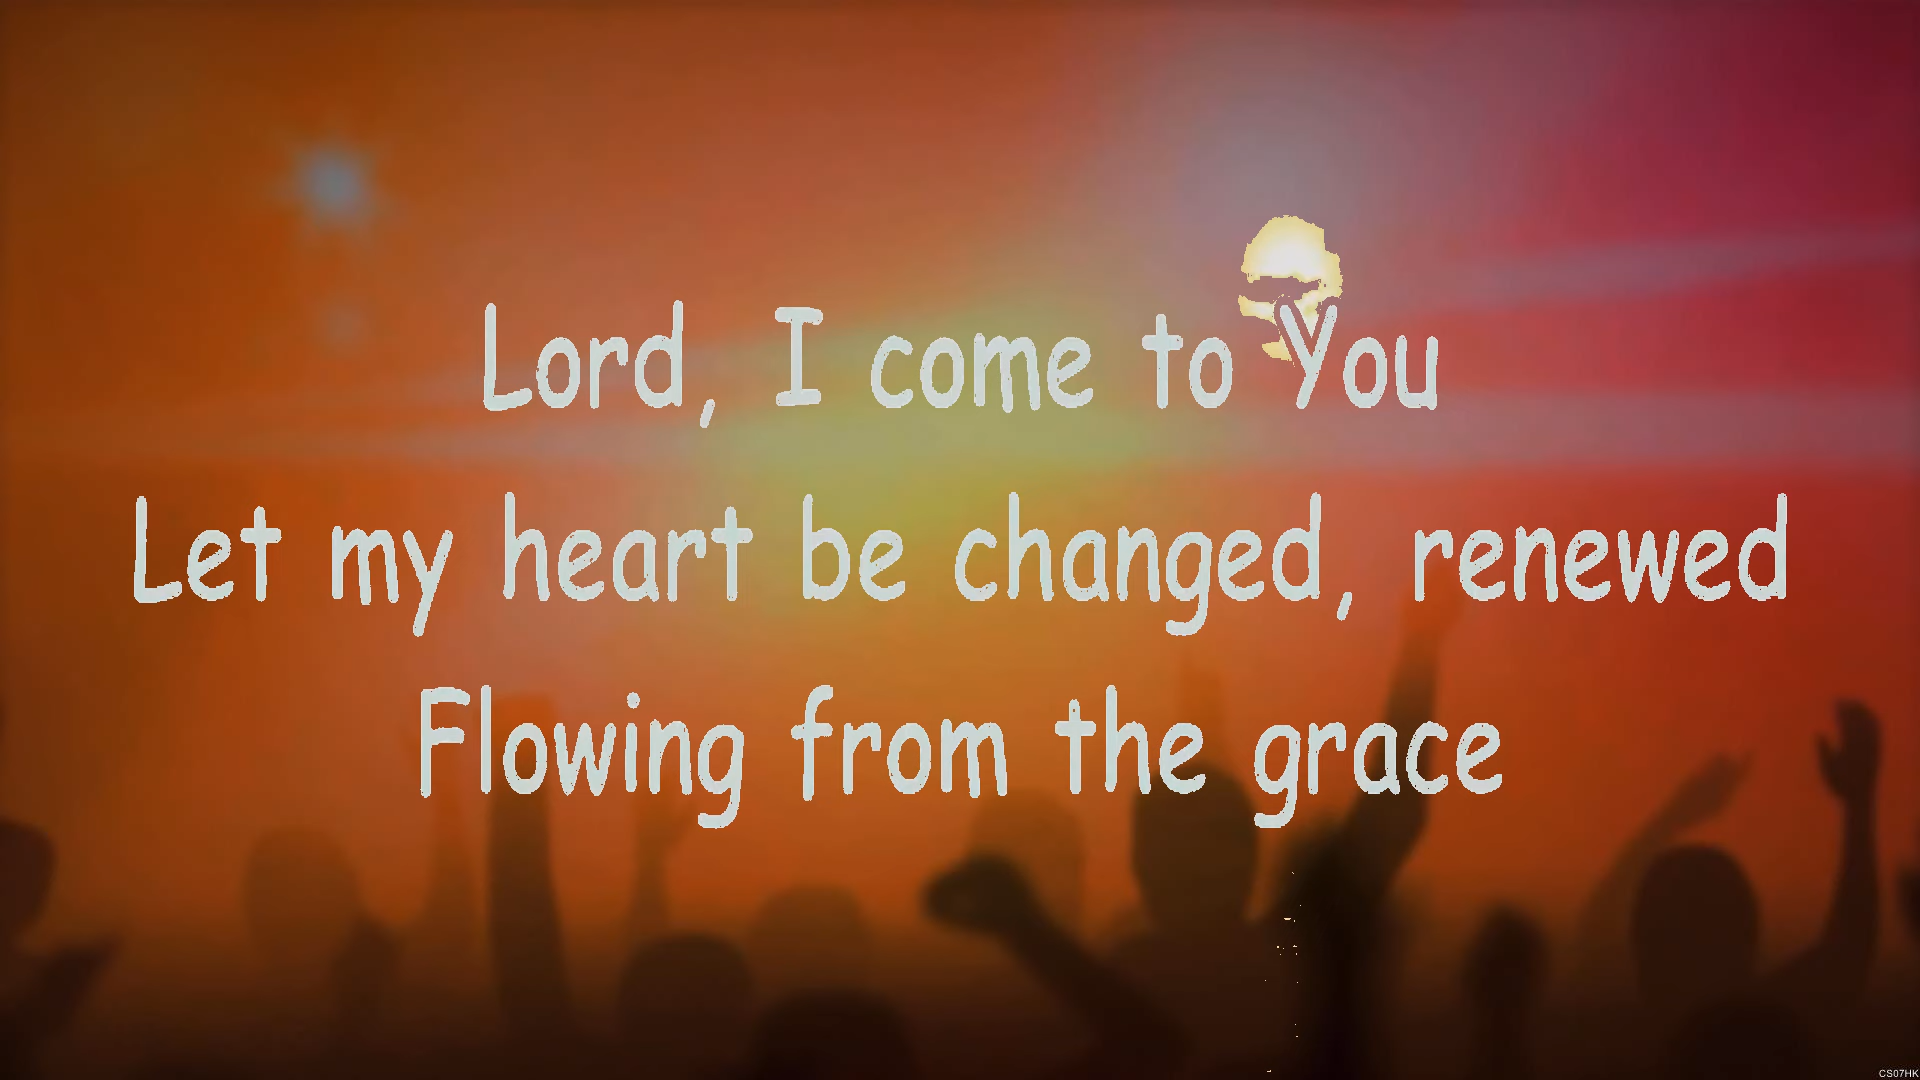 Lord, I come to You
Let my heart be changed, renewed
Flowing from the grace
CS07HK